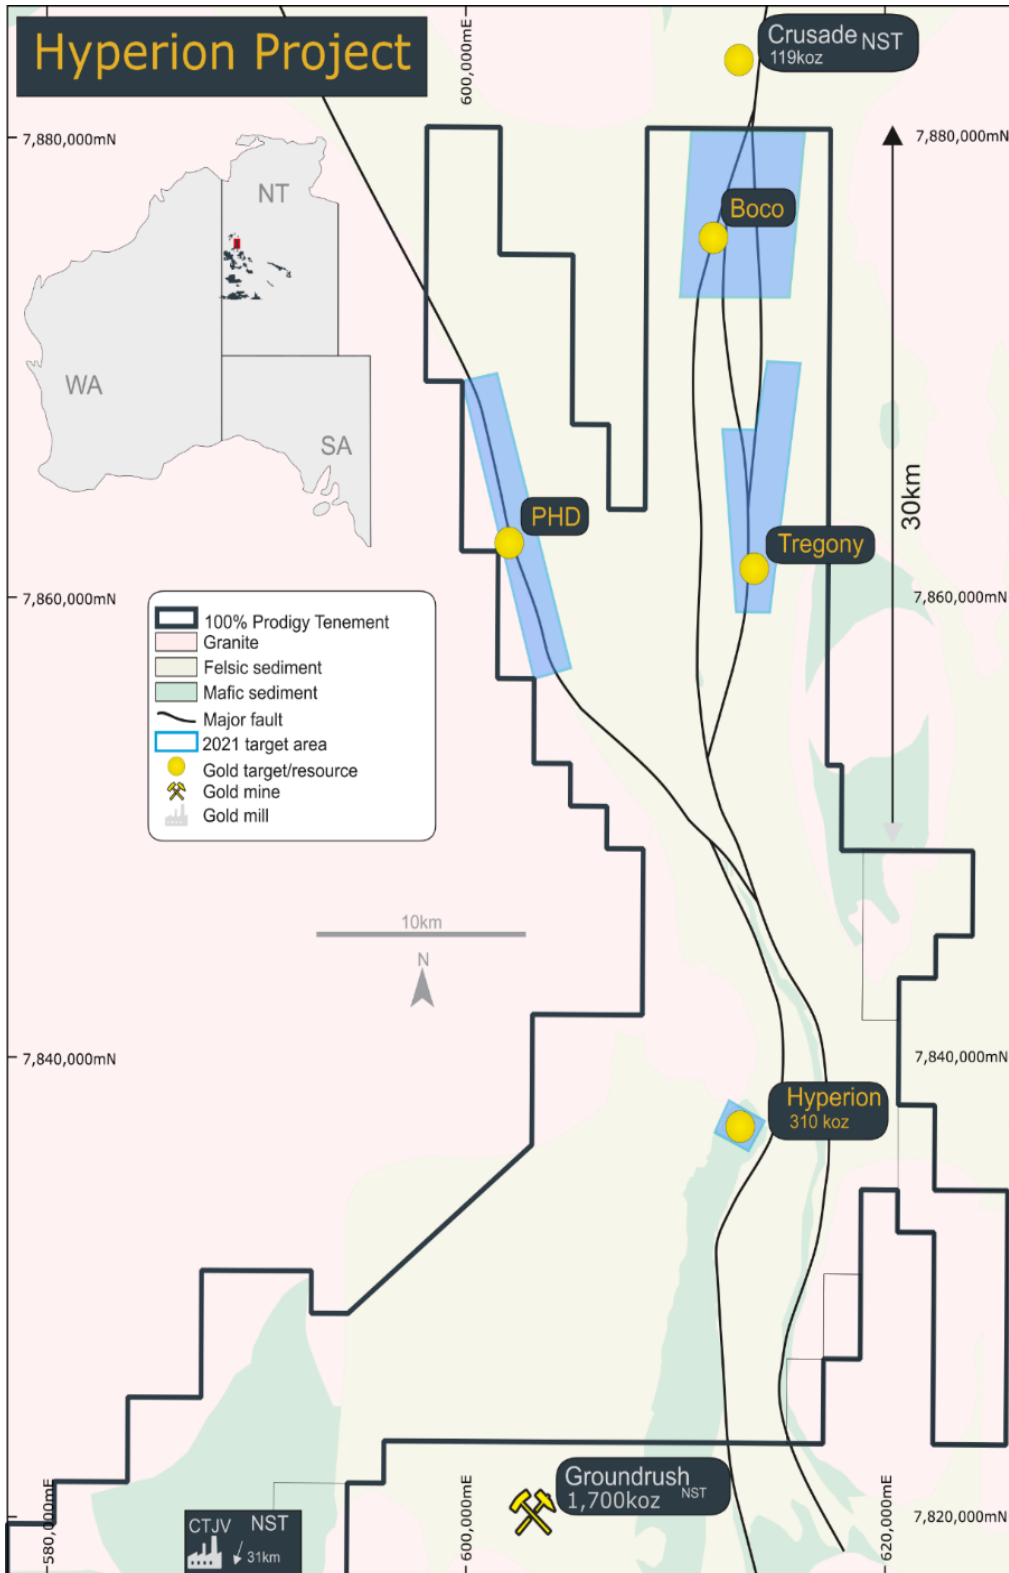 Hyperion Project
600,000mE
Crusade NST
119koz
7,880,000mN
7,880,000mN
NT
WA
SA
Boco
30km
PHD
Tregony
7,860,000mN
7,860,000mN
100% Prodigy Tenement
Granite
Felsic sediment
Mafic sediment
Major fault
2021 target area
Gold target/resource
Gold mine
Gold mill
10km
N
7,840,000mN
7,840,000mN
Hyperion
310 koz
Groundrush
1,700koz NST
CTJV NST
31km
580,000mE
600,000mE
620,000mE
7,820,000mN